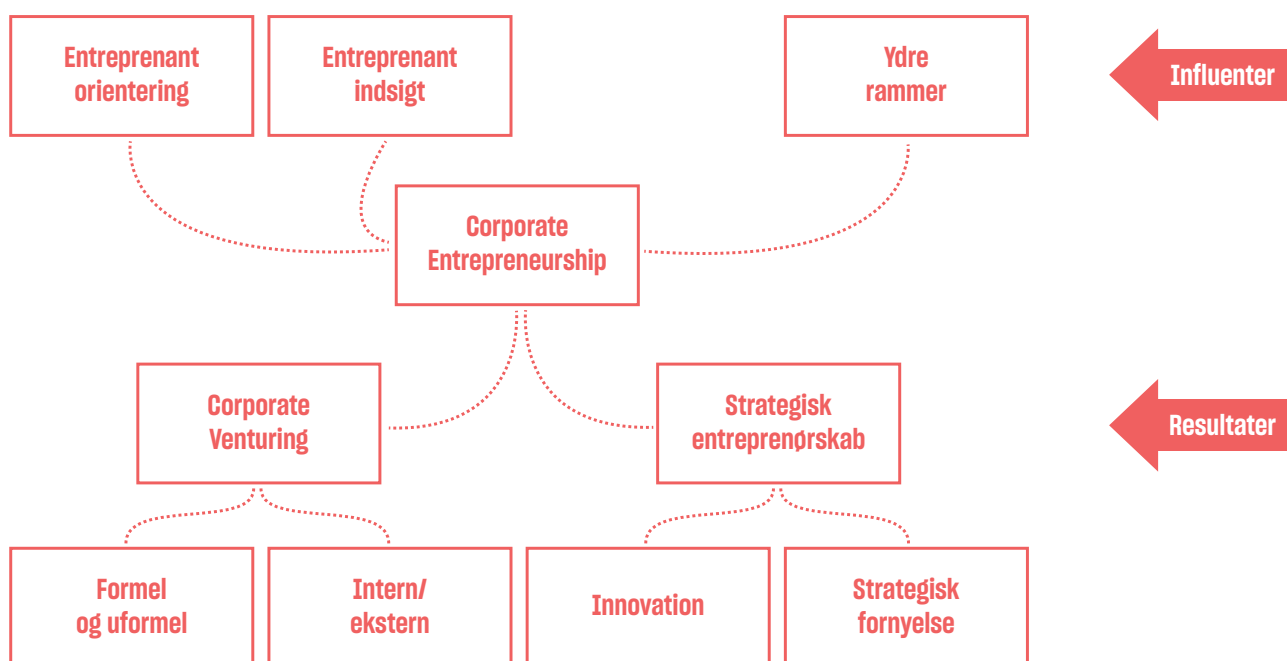 Entreprenant
orientering
Entreprenant
indsigt
Ydre
rammer
Influenter
Corporate
Entrepreneurship
Corporate
Venturing
Strategisk
entreprenørskab
Resultater
Formel
og uformel
Intern/
ekstern
Innovation
Strategisk
fornyelse